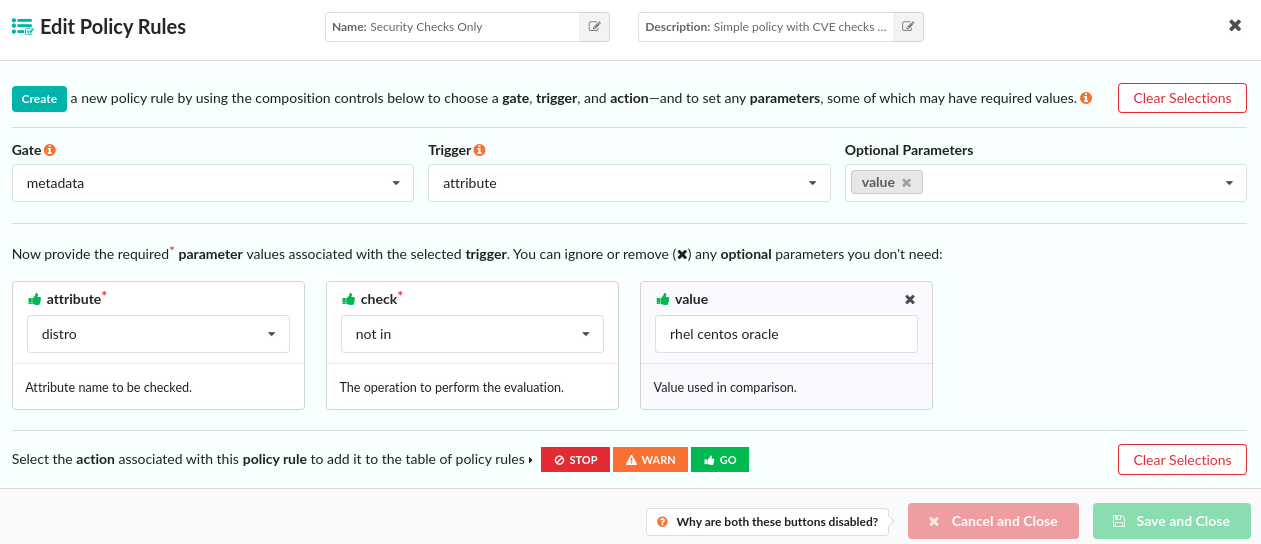 Edit Policy Rules
Name: Security Checks Only
Description: Simple policy with CVE checks ...
Create a new policy rule by using the composition controls below to choose a gate, trigger, and action—and to set any parameters, some of which may have required values.
Clear Selections
Gate
Trigger
Optional Parameters
metadata
attribute
value
Now provide the required* parameter values associated with the selected trigger. You can ignore or remove (✖) any optional parameters you don't need:
attribute*
check*
value
distro
not in
rhel centos oracle
Attribute name to be checked.
The operation to perform the evaluation.
Value used in comparison.
Select the action associated with this policy rule to add it to the table of policy rules
STOP
WARN
GO
Clear Selections
Why are both these buttons disabled?
Cancel and Close
Save and Close